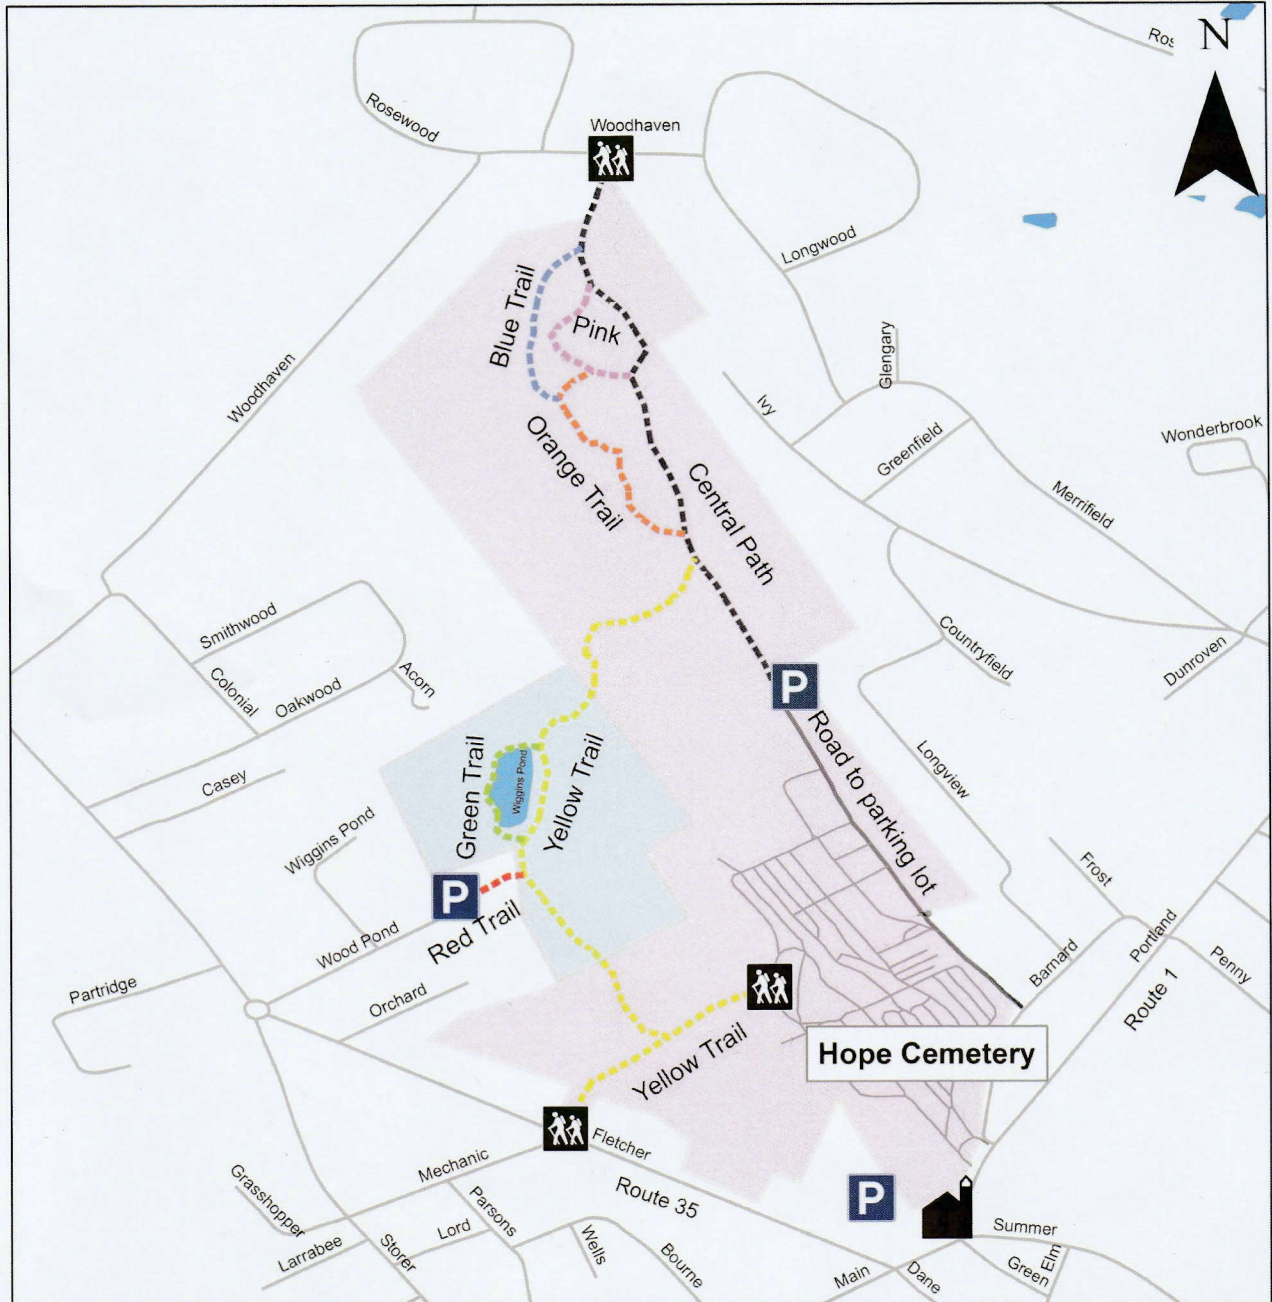 Ros
N
Woodhaven
Rosewood
Longwood
Blue Trail
Pink
Glengary
Woodhaven
Ivy
Greenfield
Wonderbrook
Orange Trail
Central Path
Merrifield
Smithwood
Colonial
Oakwood
Acorn
Countryfield
Dunroven
P
Road to parking lot
Casey
Green Trail
Wiggins Pond
Yellow Trail
Longview
Wiggins Pond
Frost
P
Red Trail
Wood Pond
Portland
Barnard
Penny
Partridge
Orchard
Route 1
Hope Cemetery
Yellow Trail
Fletcher
Mechanic
Route 35
P
Grasshopper
Parsons
Lord
Larrabee
Storer
Wells
Bourne
Summer
Main
Dane
Green
Elm